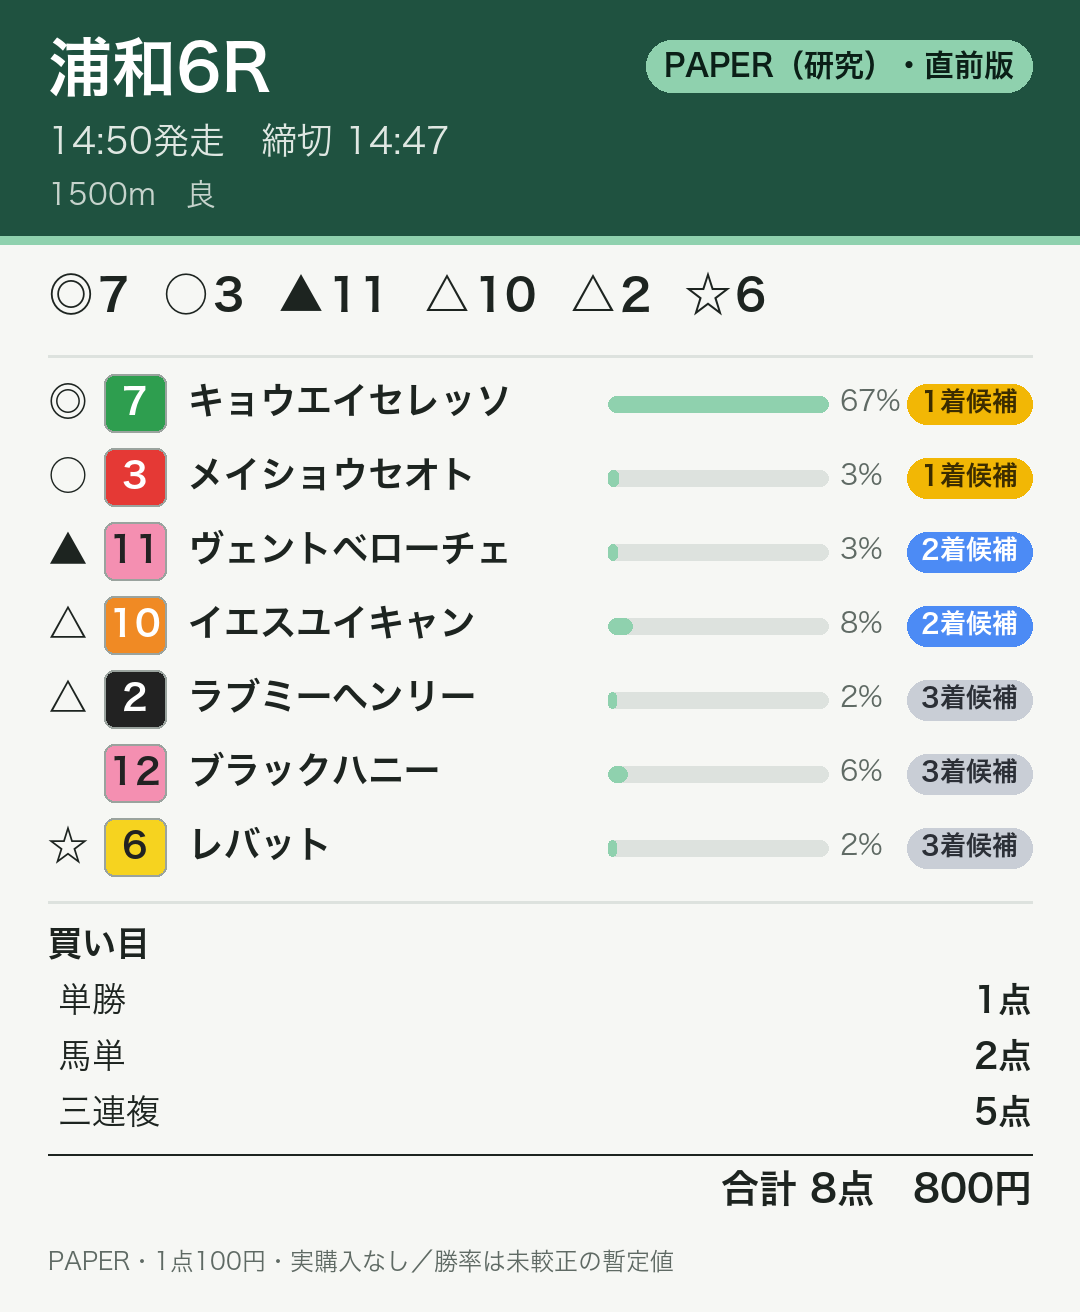 浦和6R
PAPER（研究）・直前版
14:50発走　締切 14:47
1500m　良
◎7 ○3 ▲11 △10 △2 ☆6
◎ 7 キョウエイセレッソ 67% 1着候補
○ 3 メイショウセオト 3% 1着候補
▲ 11 ヴェントベローチェ 3% 2着候補
△ 10 イエスユイキャン 8% 2着候補
△ 2 ラブミーヘンリー 2% 3着候補
12 ブラックハニー 6% 3着候補
☆ 6 レバット 2% 3着候補
買い目
単勝 1点
馬単 2点
三連複 5点
合計 8点　800円
PAPER・1点100円・実購入なし／勝率は未較正の暫定値